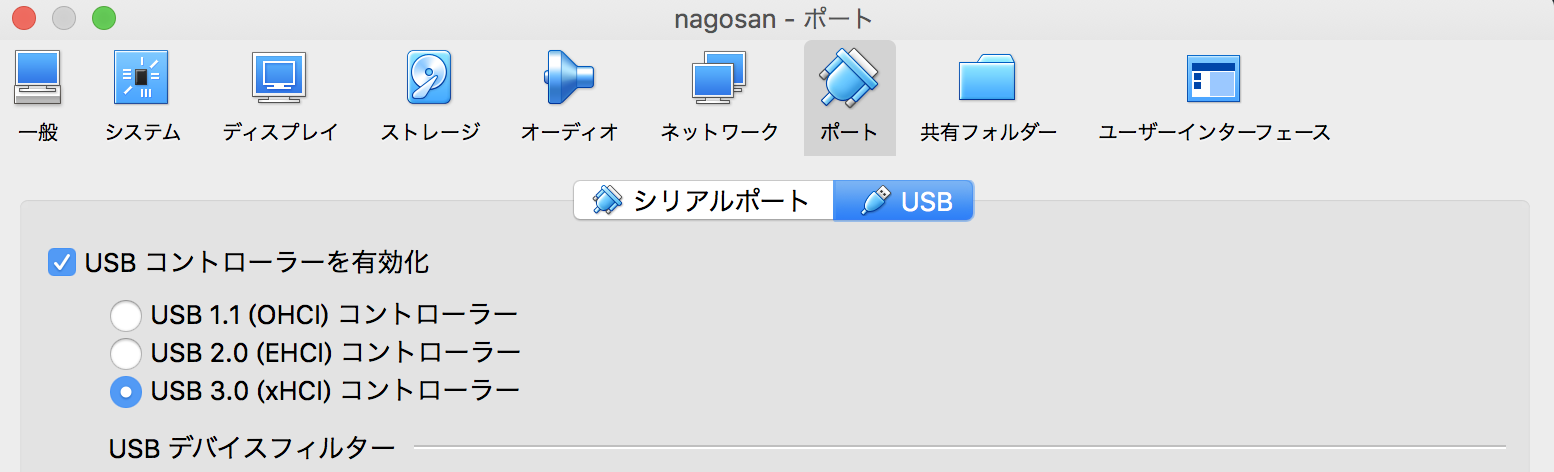 nagosan - ポート
一般 システム ディスプレイ ストレージ オーディオ ネットワーク ポート 共有フォルダー ユーザーインターフェース
シリアルポート USB
USB コントローラーを有効化
USB 1.1 (OHCI) コントローラー
USB 2.0 (EHCI) コントローラー
USB 3.0 (xHCI) コントローラー
USB デバイスフィルター